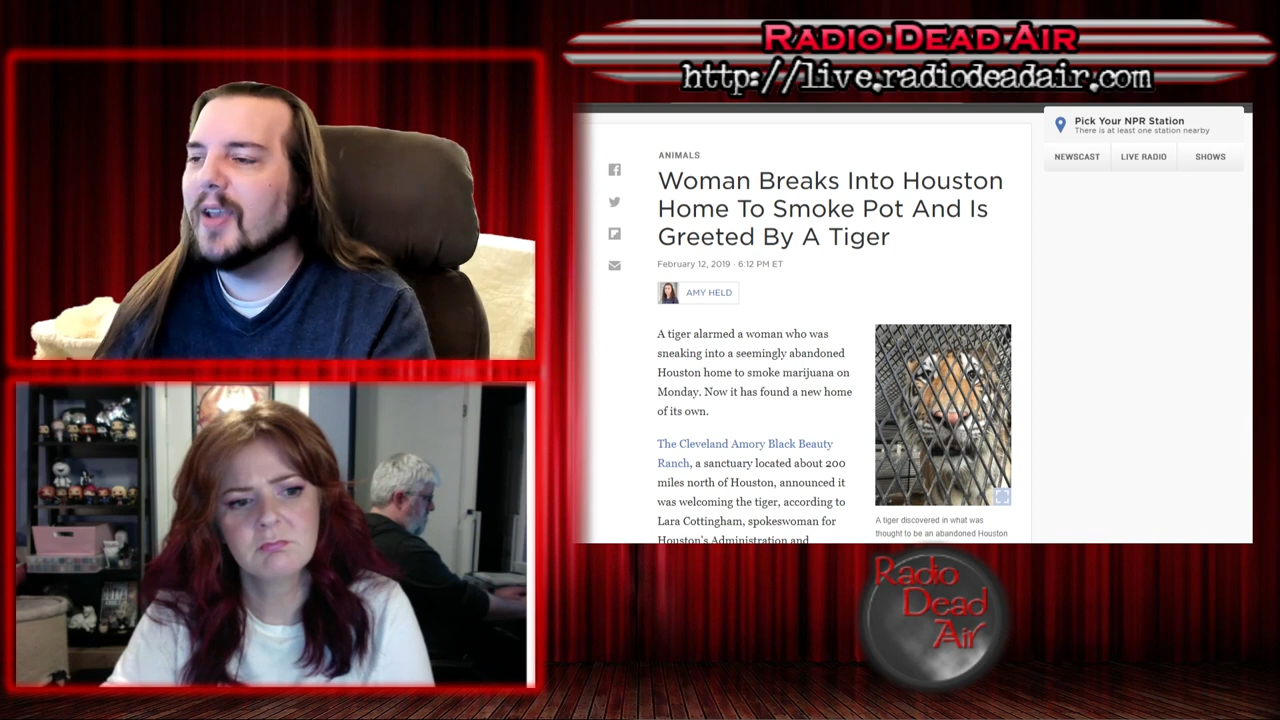 RADIO DEAD AIR
http://live.radiodeadair.com
Pick Your NPR Station
There is at least one station nearby
NEWSCAST
LIVE RADIO
SHOWS
ANIMALS
Woman Breaks Into Houston
Home To Smoke Pot And Is
Greeted By A Tiger
February 12, 2019 · 6:12 PM ET
AMY HELD
A tiger alarmed a woman who was
sneaking into a seemingly abandoned
Houston home to smoke marijuana on
Monday. Now it has found a new home
of its own.
The Cleveland Amory Black Beauty
Ranch, a sanctuary located about 200
miles north of Houston, announced it
was welcoming the tiger, according to
Lara Cottingham, spokeswoman for
Houston's Administration and
A tiger discovered in what was
thought to be an abandoned Houston
Radio
Dead
Air